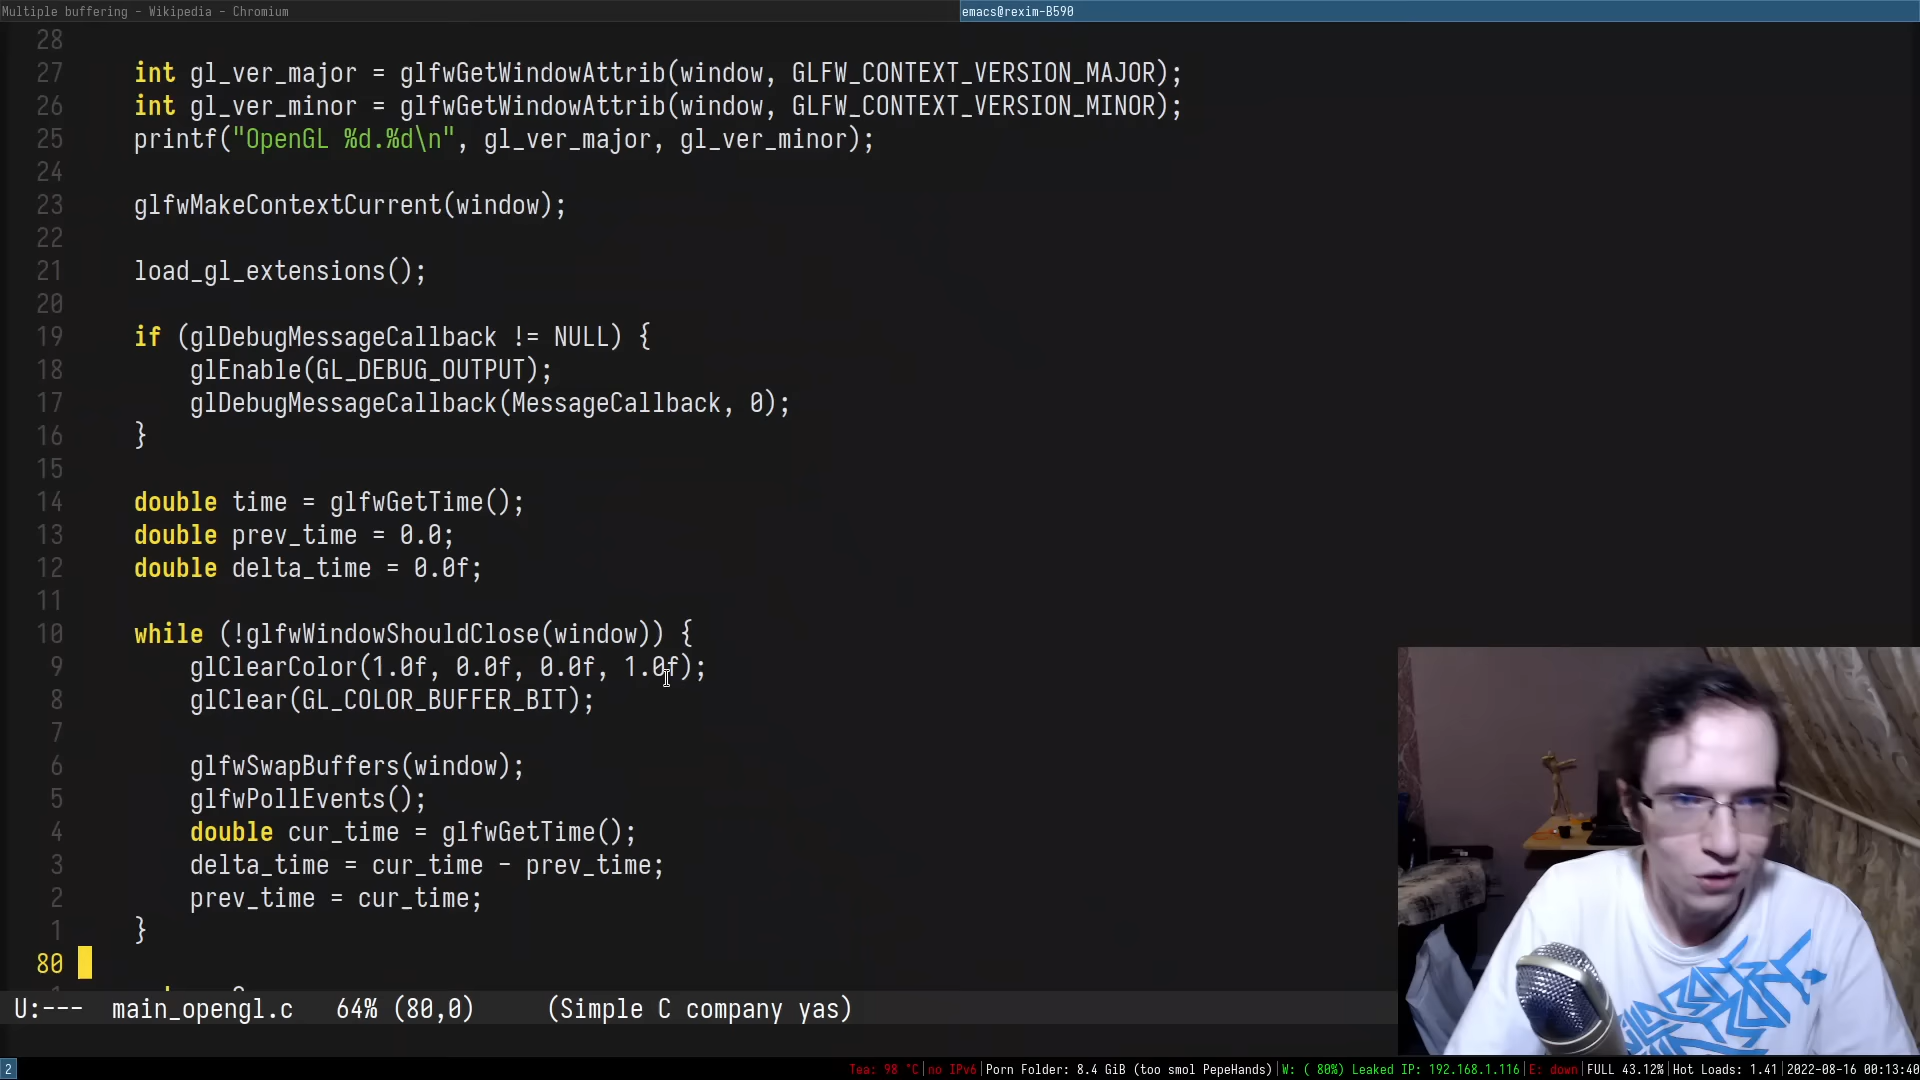 Multiple buffering - Wikipedia - Chromium
emacs@rexim-B590
28
27 int gl_ver_major = glfwGetWindowAttrib(window, GLFW_CONTEXT_VERSION_MAJOR);
26 int gl_ver_minor = glfwGetWindowAttrib(window, GLFW_CONTEXT_VERSION_MINOR);
25 printf("OpenGL %d.%d\n", gl_ver_major, gl_ver_minor);
24
23 glfwMakeContextCurrent(window);
22
21 load_gl_extensions();
20
19 if (glDebugMessageCallback != NULL) {
18 glEnable(GL_DEBUG_OUTPUT);
17 glDebugMessageCallback(MessageCallback, 0);
16 }
15
14 double time = glfwGetTime();
13 double prev_time = 0.0;
12 double delta_time = 0.0f;
11
10 while (!glfwWindowShouldClose(window)) {
9 glClearColor(1.0f, 0.0f, 0.0f, 1.0f);
8 glClear(GL_COLOR_BUFFER_BIT);
7
6 glfwSwapBuffers(window);
5 glfwPollEvents();
4 double cur_time = glfwGetTime();
3 delta_time = cur_time - prev_time;
2 prev_time = cur_time;
1 }
80
U:--- main_opengl.c 64% (80,0) (Simple C company yas)
2 Tea: 98 °C|no IPv6|Porn Folder: 8.4 GiB (too smol PepeHands)|W: ( 80%) Leaked IP: 192.168.1.116|E: down|FULL 43.12%|Hot Loads: 1.41|2022-08-16 00:13:40